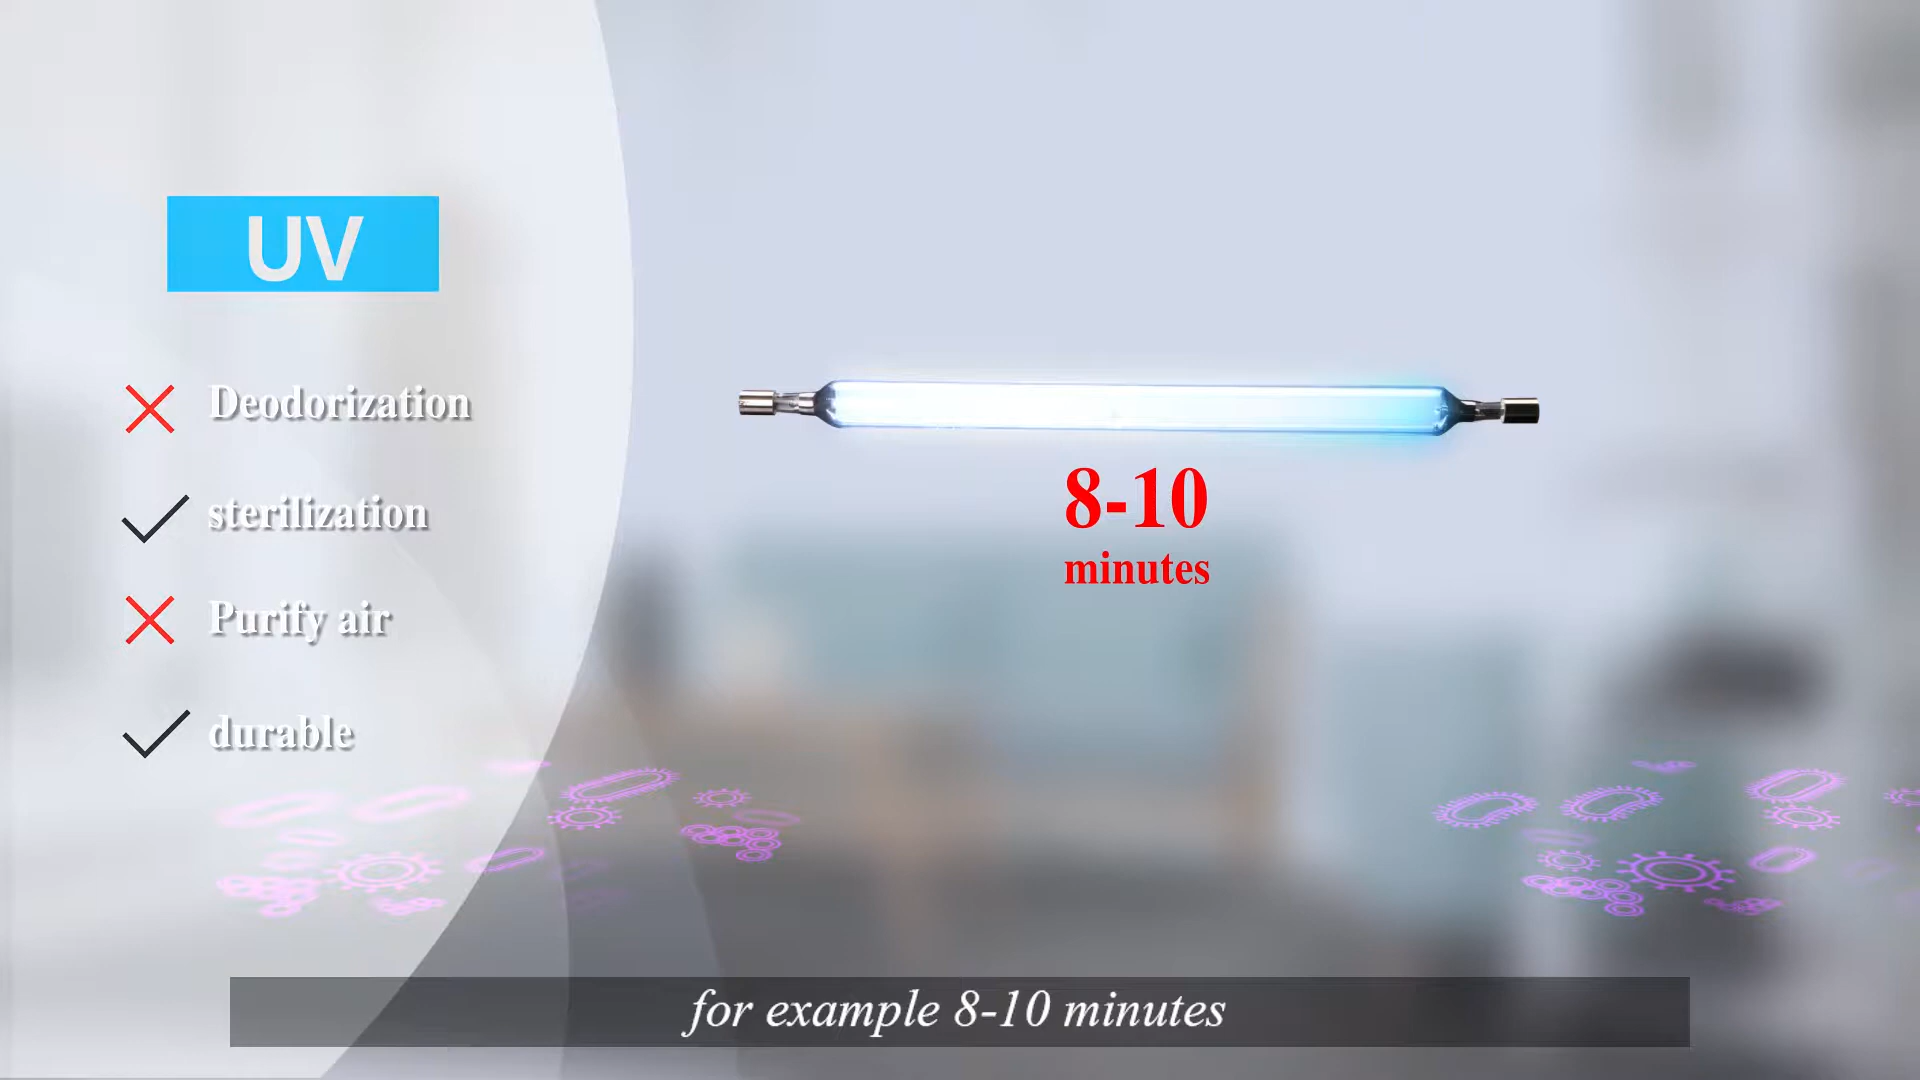 UV
Deodorization
sterilization
Purify air
durable
8-10
minutes
for example 8-10 minutes